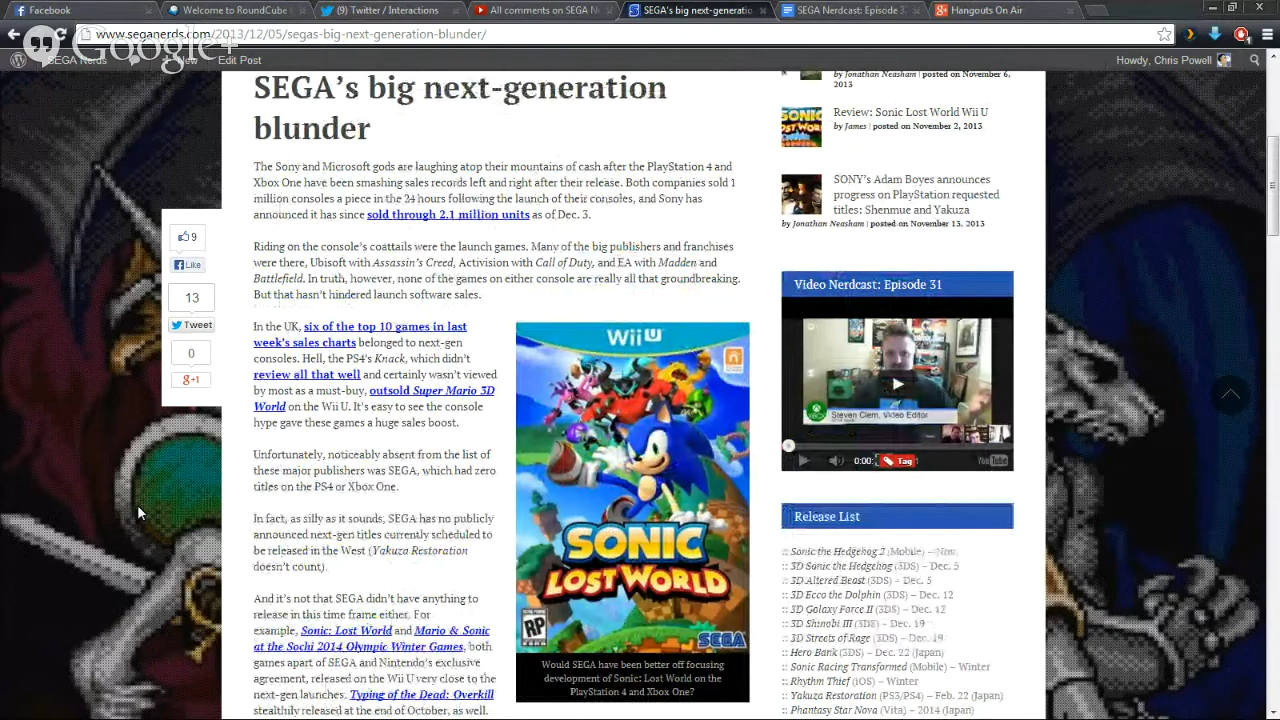 Facebook
Welcome to RoundCube
(9) Twitter / Interactions
All comments on SEGA N
SEGA's big next-generatio
SEGA Nerdcast: Episode 3
Hangouts On Air
www.seganerds.com/2013/12/05/segas-big-next-generation-blunder/
Google+
SEGA Nerds
Edit Post
Howdy, Chris Powell
SEGA's big next-generation
blunder
The Sony and Microsoft gods are laughing atop their mountains of cash after the PlayStation 4 and
Xbox One have been smashing sales records left and right after their release. Both companies sold 1
million consoles a piece in the 24 hours following the launch of their consoles, and Sony has
announced it has since sold through 2.1 million units as of Dec. 3.
Riding on the console's coattails were the launch games. Many of the big publishers and franchises
were there, Ubisoft with Assassin's Creed, Activision with Call of Duty, and EA with Madden and
Battlefield. In truth, however, none of the games on either console are really all that groundbreaking.
But that hasn't hindered launch software sales.
In the UK, six of the top 10 games in last
week's sales charts belonged to next-gen
consoles. Hell, the PS4's Knack, which didn't
review all that well and certainly wasn't viewed
by most as a must-buy, outsold Super Mario 3D
World on the Wii U. It's easy to see the console
hype gave these games a huge sales boost.
Unfortunately, noticeably absent from the list of
these major publishers was SEGA, which had zero
titles on the PS4 or Xbox One.
In fact, as silly as it sounds, SEGA has no publicly
announced next-gen titles currently scheduled to
be released in the West (Yakuza Restoration
doesn't count).
And it's not that SEGA didn't have anything to
release in this time frame either. For
example, Sonic: Lost World and Mario & Sonic
at the Sochi 2014 Olympic Winter Games, both
games apart of SEGA and Nintendo's exclusive
agreement, released on the Wii U very close to the
next-gen launches. Typing of the Dead: Overkill
stealthily released at the end of October, as well.
9
Like
13
Tweet
0
+1
Wii U
SONIC
LOST WORLD
RP
SEGA
Would SEGA have been better off focusing
development of Sonic: Lost World on the
PlayStation 4 and Xbox One?
by Jonathan Neasham | posted on November 6,
2013
Review: Sonic Lost World Wii U
by James | posted on November 2, 2013
SONY's Adam Boyes announces
progress on PlayStation requested
titles: Shenmue and Yakuza
by Jonathan Neasham | posted on November 13, 2013
Video Nerdcast: Episode 31
Steven Clem, Video Editor
0:00
Tag
YouTube
Release List
:: Sonic the Hedgehog 2 (Mobile) – Now
:: 3D Sonic the Hedgehog (3DS) – Dec. 5
:: 3D Altered Beast (3DS) – Dec. 5
:: 3D Ecco the Dolphin (3DS) – Dec. 12
:: 3D Galaxy Force II (3DS) – Dec. 12
:: 3D Shinobi III (3DS) – Dec. 19
:: 3D Streets of Rage (3DS) – Dec. 19
:: Hero Bank (3DS) – Dec. 22 (Japan)
:: Sonic Racing Transformed (Mobile) – Winter
:: Rhythm Thief (iOS) – Winter
:: Yakuza Restoration (PS3/PS4) – Feb. 22 (Japan)
:: Phantasy Star Nova (Vita) – 2014 (Japan)